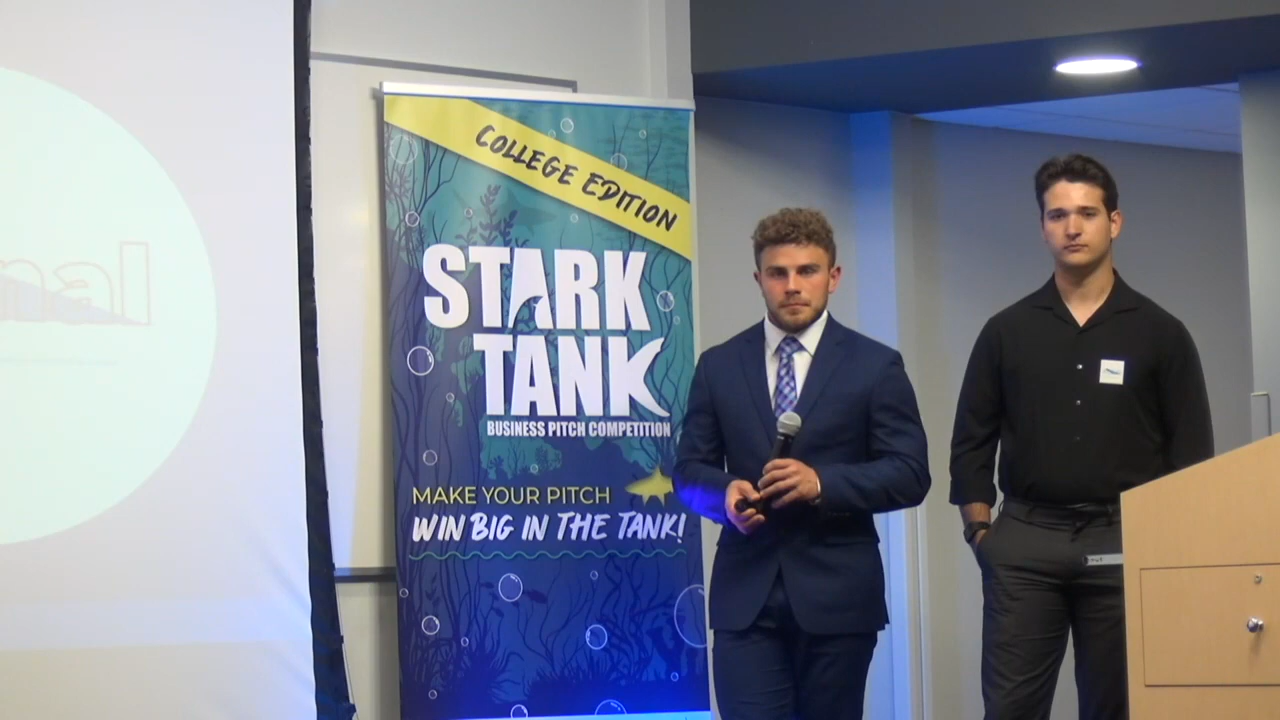 COLLEGE EDITION
STARK
TANK
BUSINESS PITCH COMPETITION
MAKE YOUR PITCH
WIN BIG IN THE TANK!